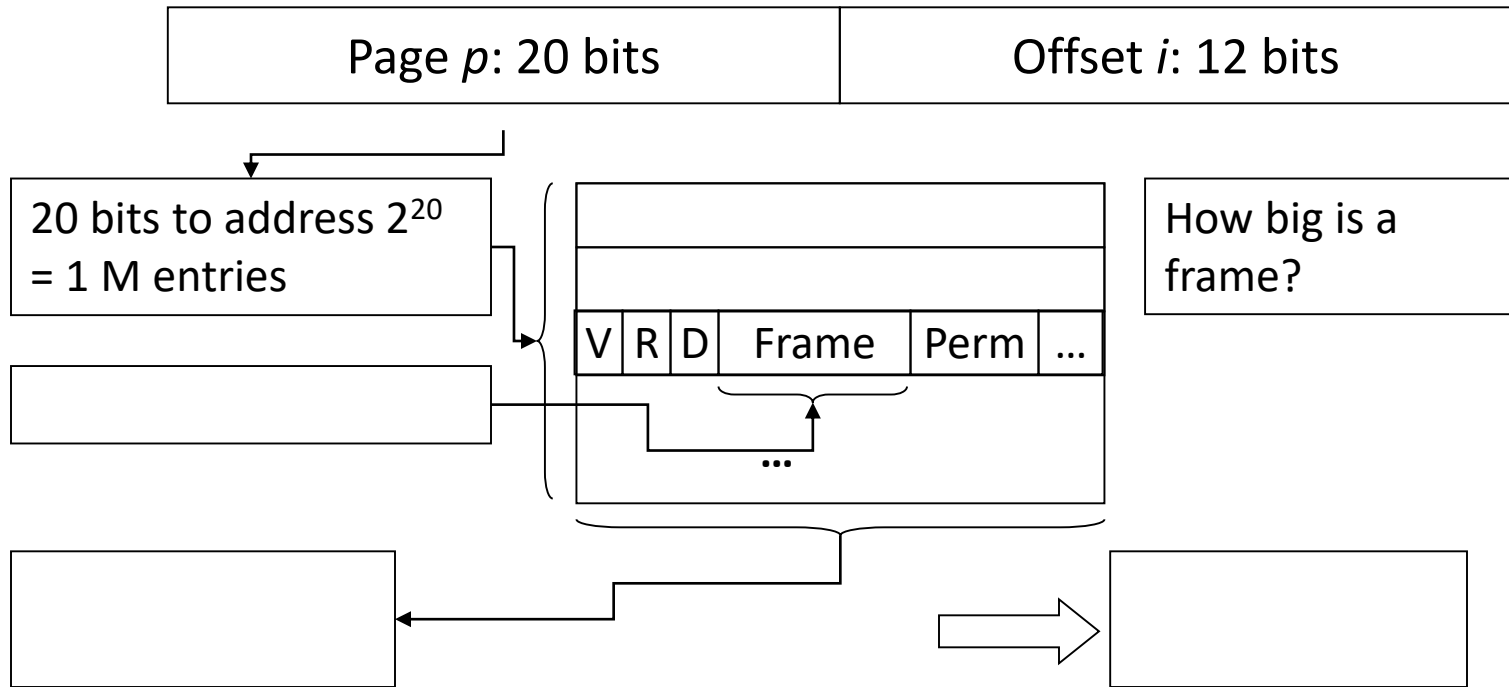 Page p: 20 bits
Offset i: 12 bits
20 bits to address 2²⁰
= 1 M entries
How big is a
frame?
V R D Frame Perm ...
...